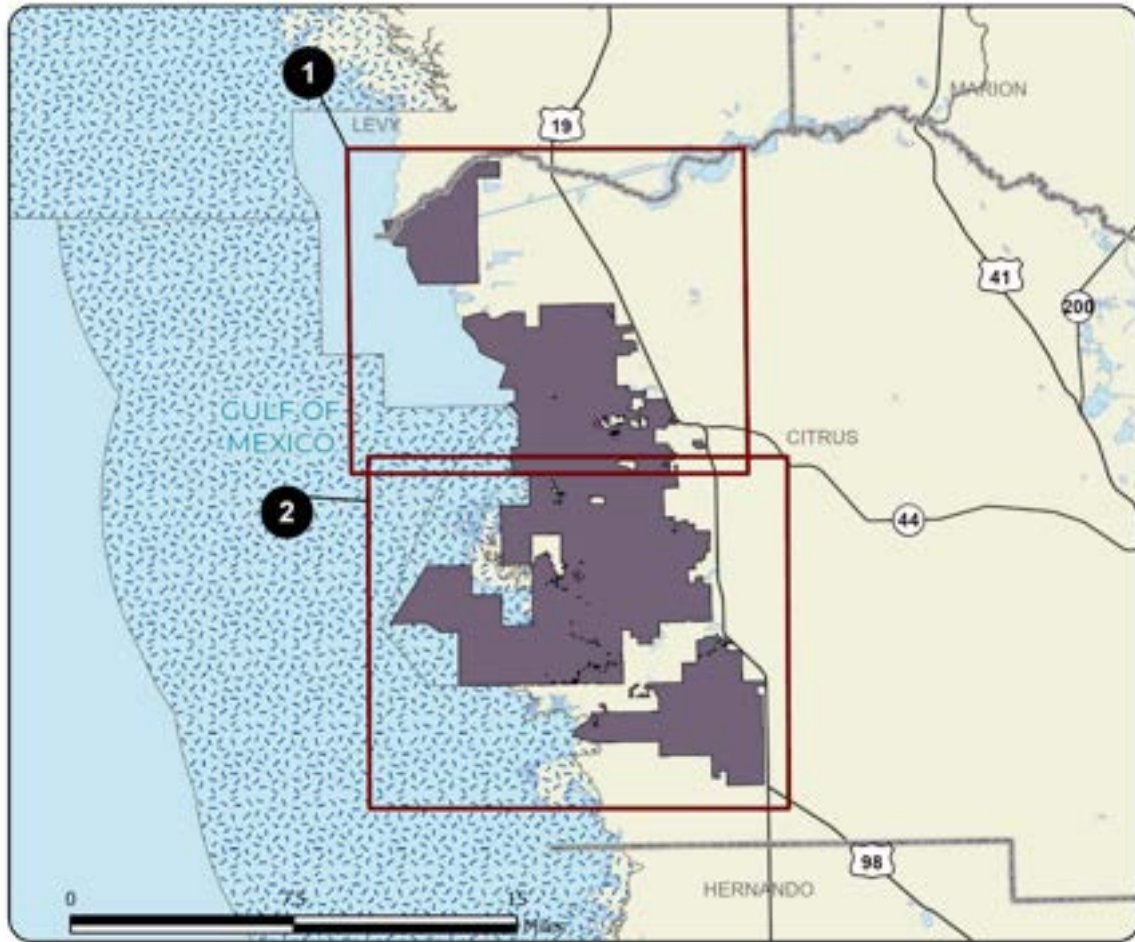 1
MARION
LEVY
19
41
200
GULF OF
MEXICO
CITRUS
2
44
98
HERNANDO
0 7.5 15
Miles